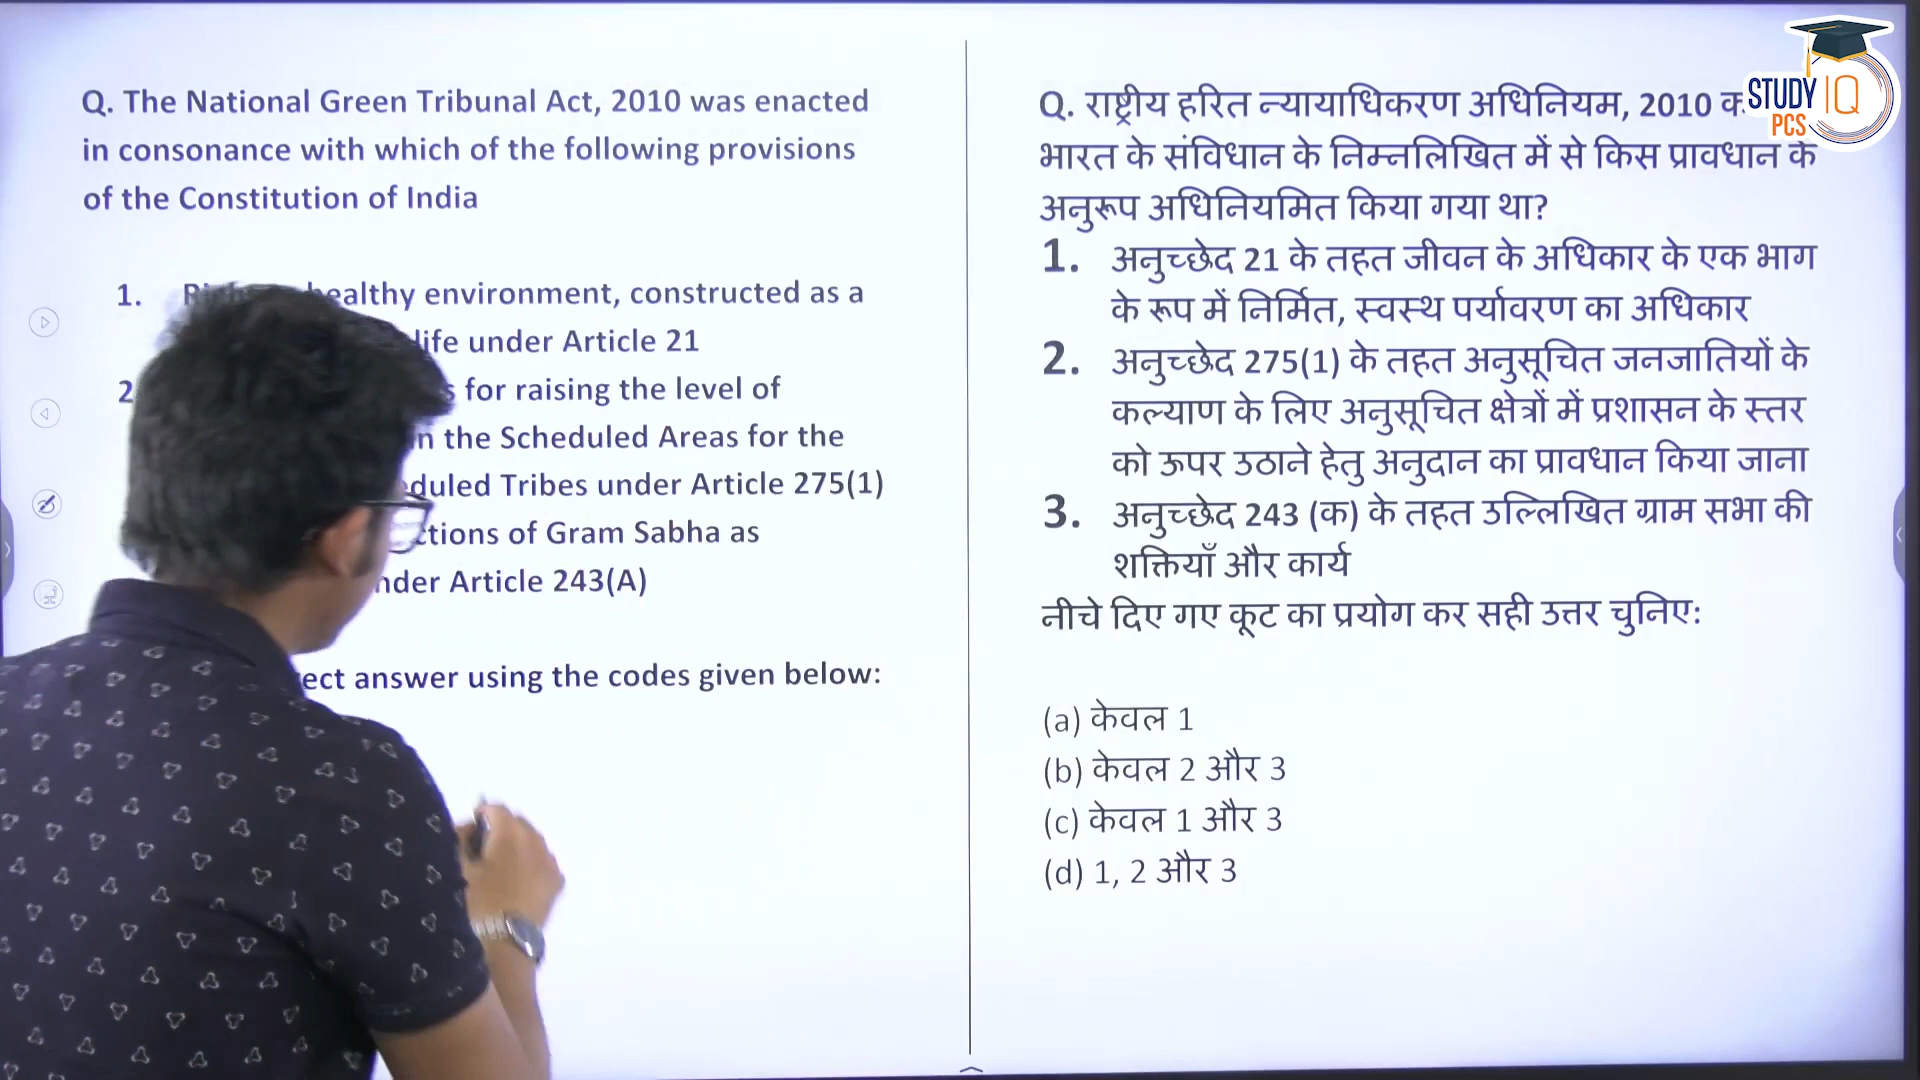 Q. The National Green Tribunal Act, 2010 was enacted
in consonance with which of the following provisions
of the Constitution of India
1. healthy environment, constructed as a
life under Article 21
2 for raising the level of
the Scheduled Areas for the
Tribes under Article 275(1)
of Gram Sabha as
Article 243(A)
answer using the codes given below:
Q. राष्ट्रीय हरित न्यायाधिकरण अधिनियम, 2010
भारत के संविधान के निम्नलिखित में से किस प्रावधान के
अनुरूप अधिनियमित किया गया था?
1. अनुच्छेद 21 के तहत जीवन के अधिकार के एक भाग
के रूप में निर्मित, स्वस्थ पर्यावरण का अधिकार
2. अनुच्छेद 275(1) के तहत अनुसूचित जनजातियों के
कल्याण के लिए अनुसूचित क्षेत्रों में प्रशासन के स्तर
को ऊपर उठाने हेतु अनुदान का प्रावधान किया जाना
3. अनुच्छेद 243 (क) के तहत उल्लिखित ग्राम सभा की
शक्तियाँ और कार्य
नीचे दिए गए कूट का प्रयोग कर सही उत्तर चुनिए:
(a) केवल 1
(b) केवल 2 और 3
(c) केवल 1 और 3
(d) 1, 2 और 3
STUDY IQ
PCS